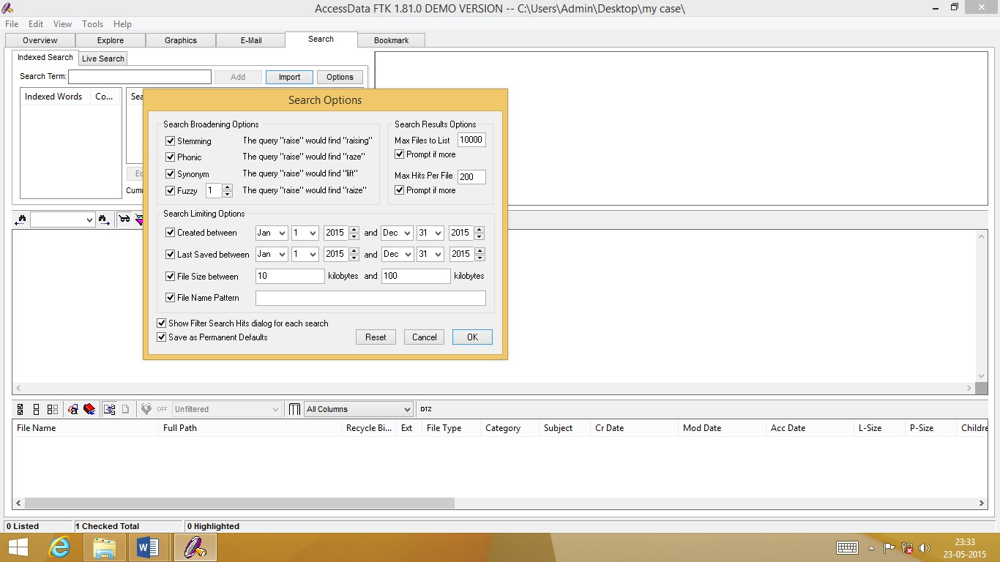 AccessData FTK 1.81.0 DEMO VERSION -- C:\Users\Admin\Desktop\my case\
File Edit View Tools Help
Overview Explore Graphics E-Mail Search Bookmark
Indexed Search Live Search
Search Term: Add Import Options
Indexed Words Co...
Search Options
Search Broadening Options
Stemming The query "raise" would find "raising"
Phonic The query "raise" would find "raze"
Synonym The query "raise" would find "lift"
Fuzzy 1 The query "raise" would find "raize"
Search Results Options
Max Files to List 10000
Prompt if more
Max Hits Per File 200
Prompt if more
Search Limiting Options
Created between Jan 1 2015 and Dec 31 2015
Last Saved between Jan 1 2015 and Dec 31 2015
File Size between 10 kilobytes and 100 kilobytes
File Name Pattern
Show Filter Search Hits dialog for each search
Save as Permanent Defaults
Reset Cancel OK
OFF Unfiltered All Columns DTZ
File Name Full Path Recycle Bi... Ext File Type Category Subject Cr Date Mod Date Acc Date L-Size P-Size Childre
0 Listed 1 Checked Total 0 Highlighted
23:33
23-05-2015